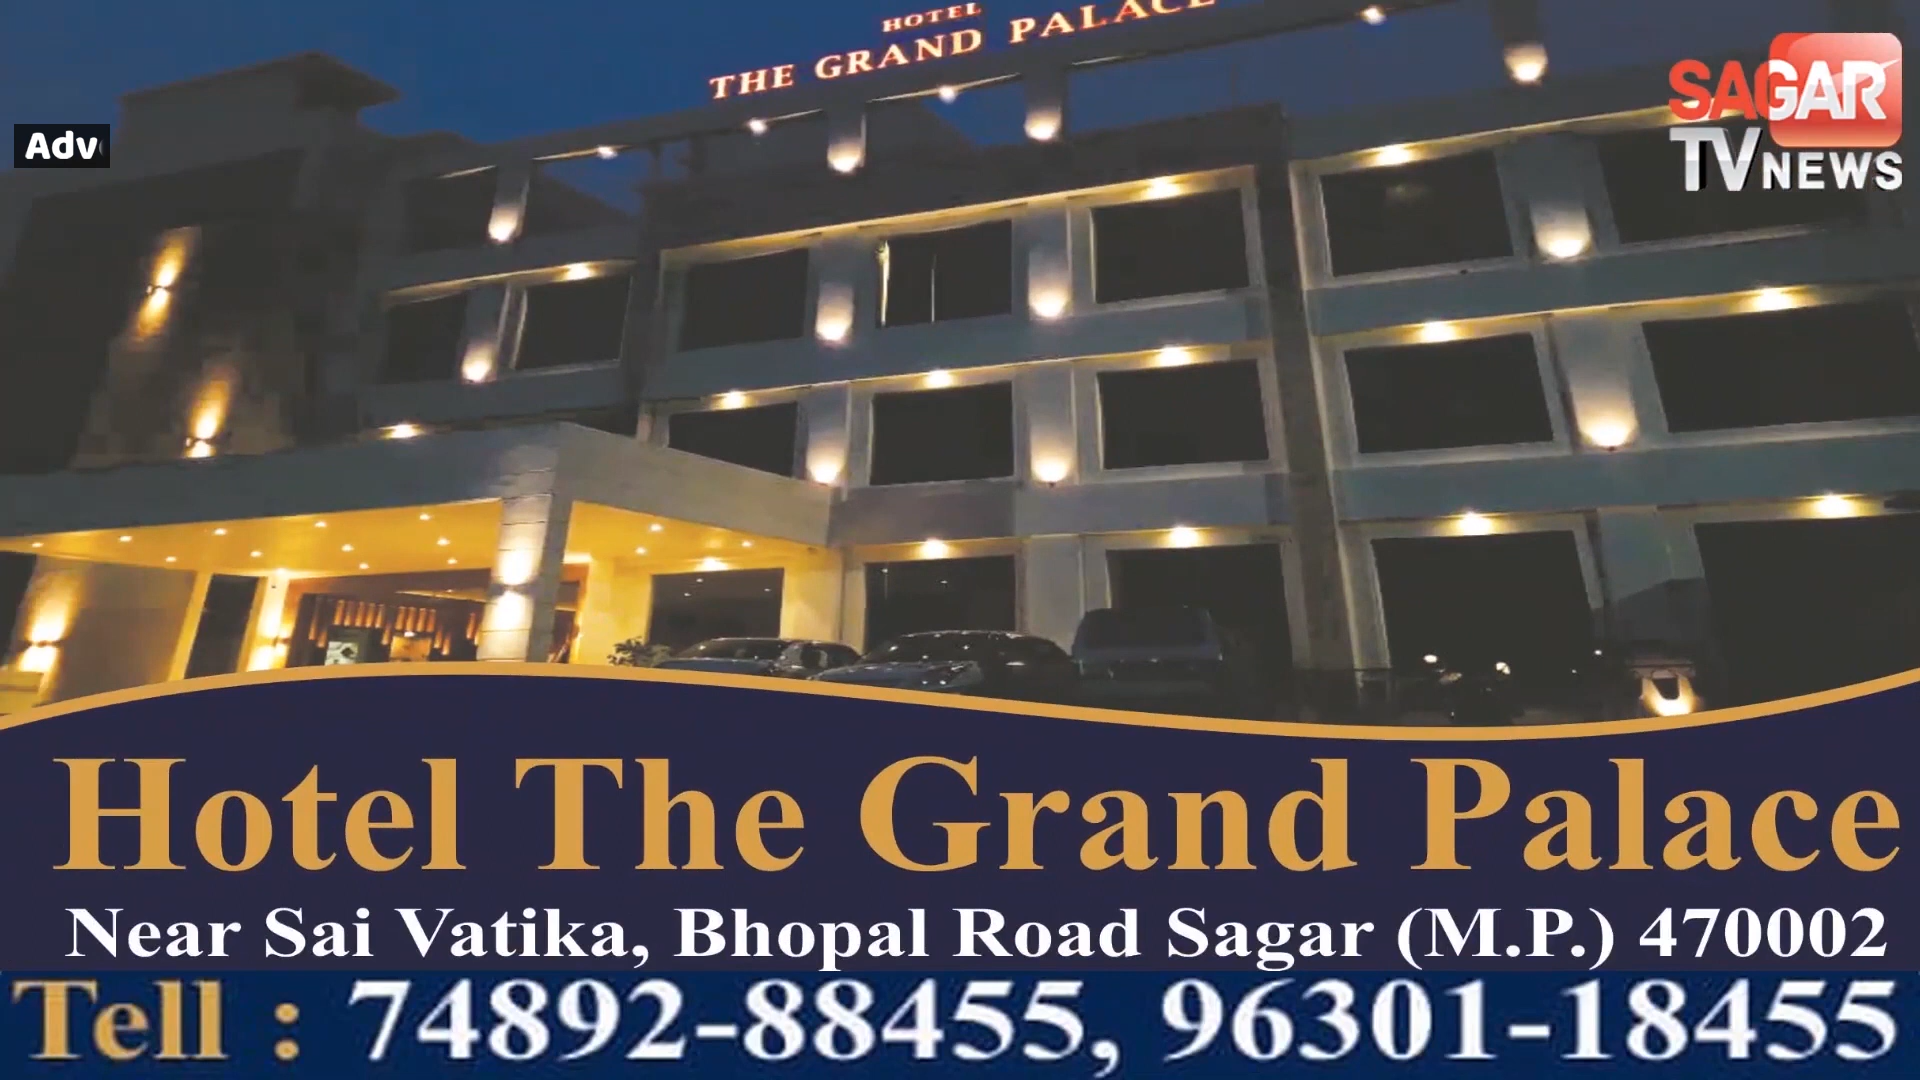 HOTEL
THE GRAND PALACE
SAGAR
TV NEWS
Adv
Hotel The Grand Palace
Near Sai Vatika, Bhopal Road Sagar (M.P.) 470002
Tell : 74892-88455, 96301-18455